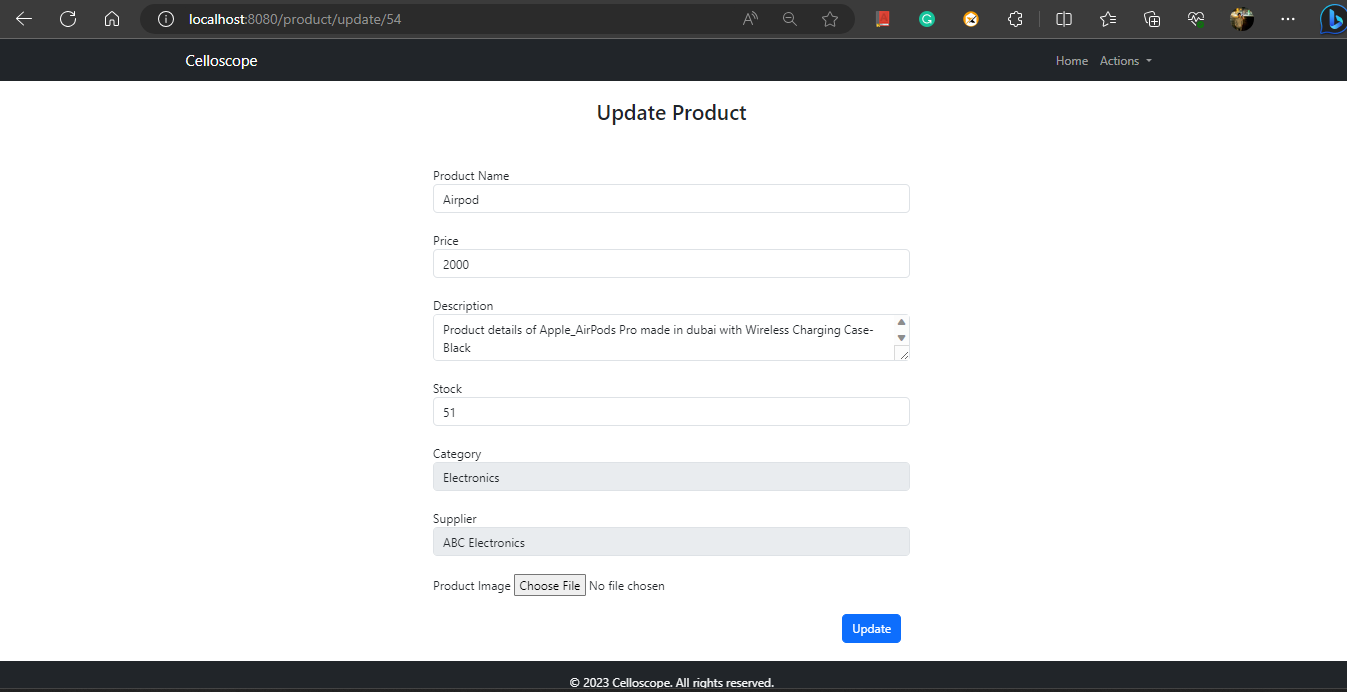 localhost:8080/product/update/54
Celloscope
Home Actions
Update Product
Product Name
Airpod
Price
2000
Description
Product details of Apple_AirPods Pro made in dubai with Wireless Charging Case-
Black
Stock
51
Category
Electronics
Supplier
ABC Electronics
Product Image Choose File No file chosen
Update
© 2023 Celloscope. All rights reserved.